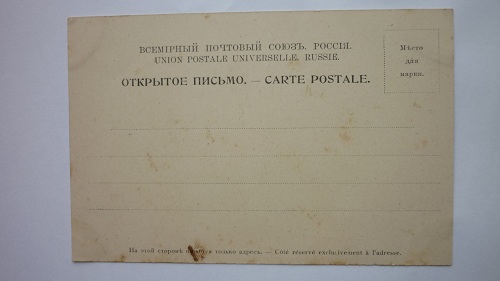 ВСЕМІРНЫЙ ПОЧТОВЫЙ СОЮЗЪ. РОССІЯ.
UNION POSTALE UNIVERSELLE. RUSSIE.
ОТКРЫТОЕ ПИСЬМО. — CARTE POSTALE.
Мѣсто
для
марки.
На этой сторонѣ пишется только адресъ. — Côté réservé exclusivement à l'adresse.